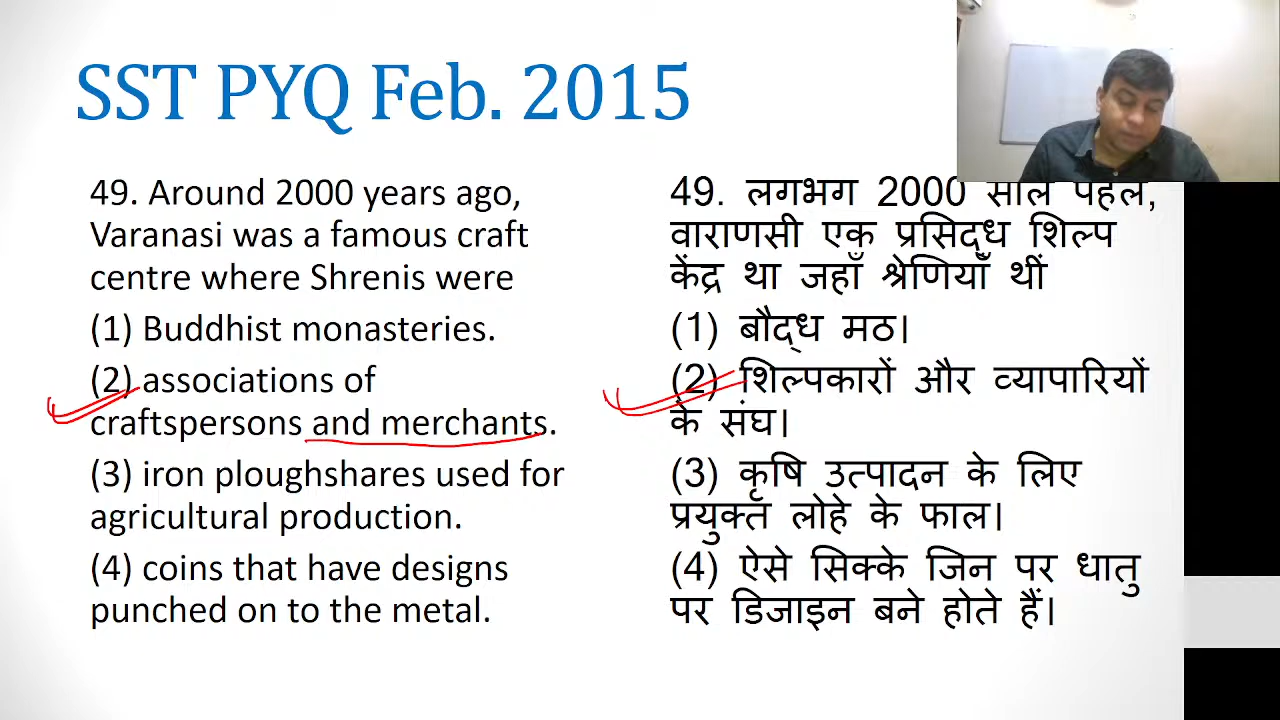 SST PYQ Feb. 2015
49. Around 2000 years ago,
Varanasi was a famous craft
centre where Shrenis were
(1) Buddhist monasteries.
(2) associations of
craftspersons and merchants.
(3) iron ploughshares used for
agricultural production.
(4) coins that have designs
punched on to the metal.
49. लगभग 2000 साल पहले,
वाराणसी एक प्रसिद्ध शिल्प
केंद्र था जहाँ श्रेणियाँ थीं
(1) बौद्ध मठ।
(2) शिल्पकारों और व्यापारियों
के संघ।
(3) कृषि उत्पादन के लिए
प्रयुक्त लोहे के फाल।
(4) ऐसे सिक्के जिन पर धातु
पर डिजाइन बने होते हैं।